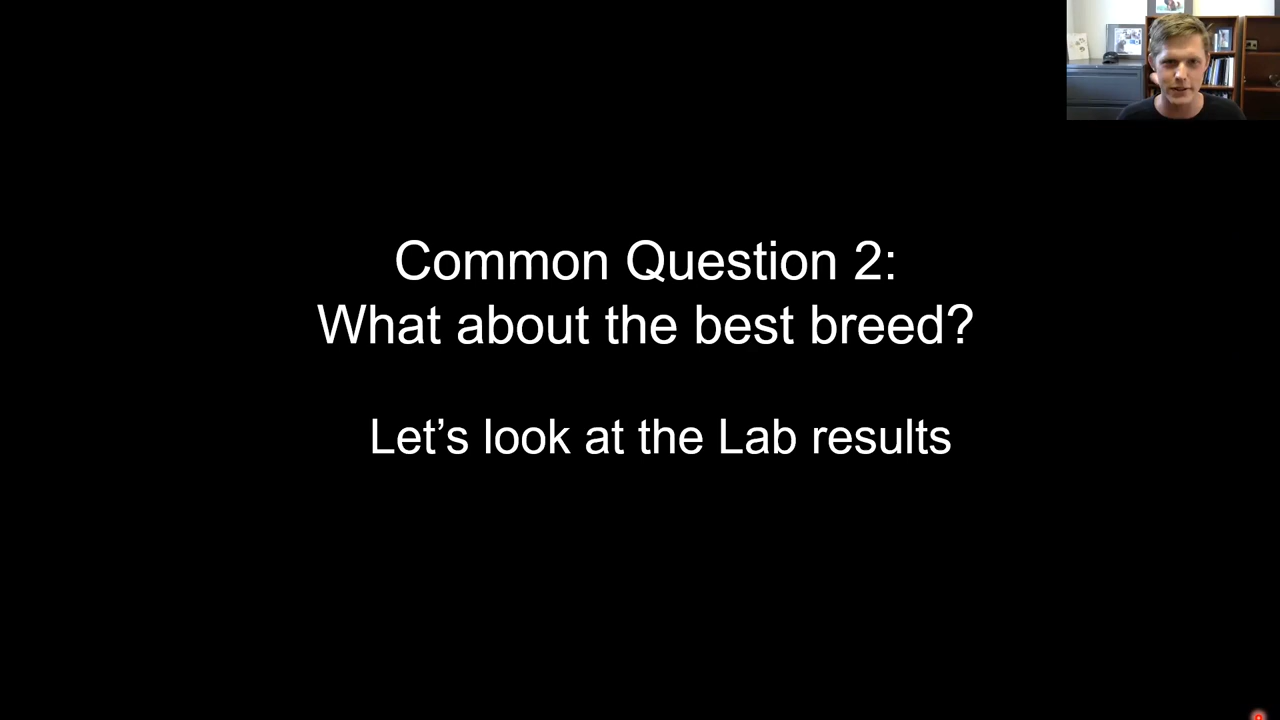 Common Question 2:
What about the best breed?
Let’s look at the Lab results